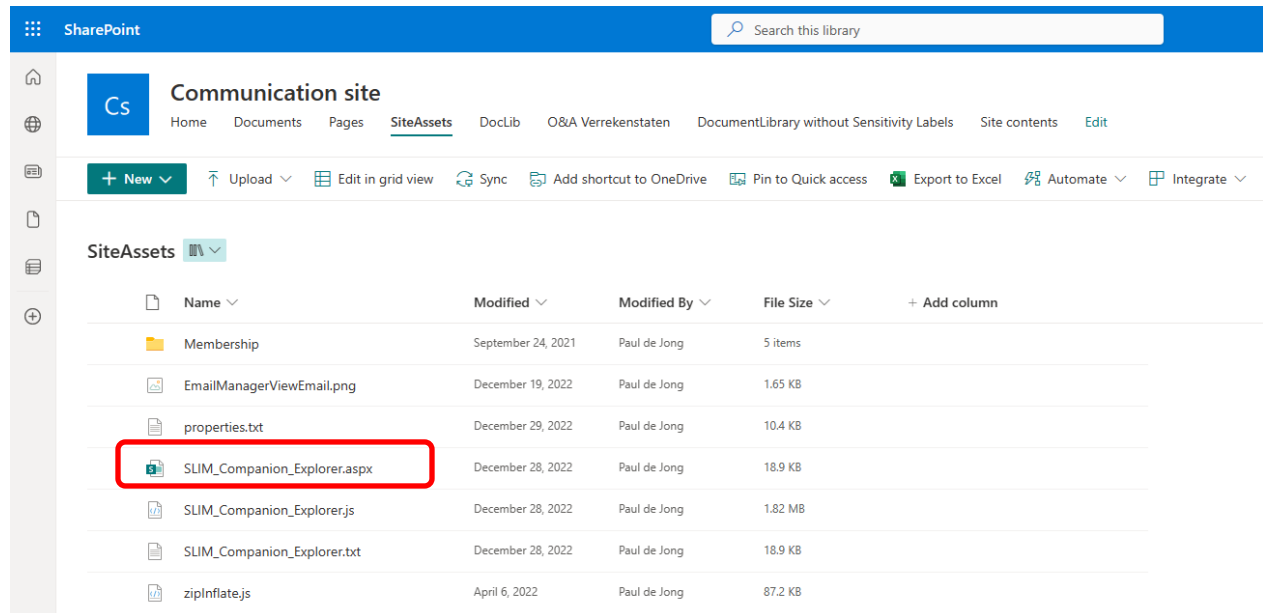 SharePoint Search this library
Cs Communication site
Home Documents Pages SiteAssets DocLib O&A Verrekenstaten DocumentLibrary without Sensitivity Labels Site contents Edit
+ New Upload Edit in grid view Sync Add shortcut to OneDrive Pin to Quick access Export to Excel Automate Integrate
SiteAssets
Name Modified Modified By File Size + Add column
Membership September 24, 2021 Paul de Jong 5 items
EmailManagerViewEmail.png December 19, 2022 Paul de Jong 1.65 KB
properties.txt December 29, 2022 Paul de Jong 10.4 KB
SLIM_Companion_Explorer.aspx December 28, 2022 Paul de Jong 18.9 KB
SLIM_Companion_Explorer.js December 28, 2022 Paul de Jong 1.82 MB
SLIM_Companion_Explorer.txt December 28, 2022 Paul de Jong 18.9 KB
zipInflate.js April 6, 2022 Paul de Jong 87.2 KB